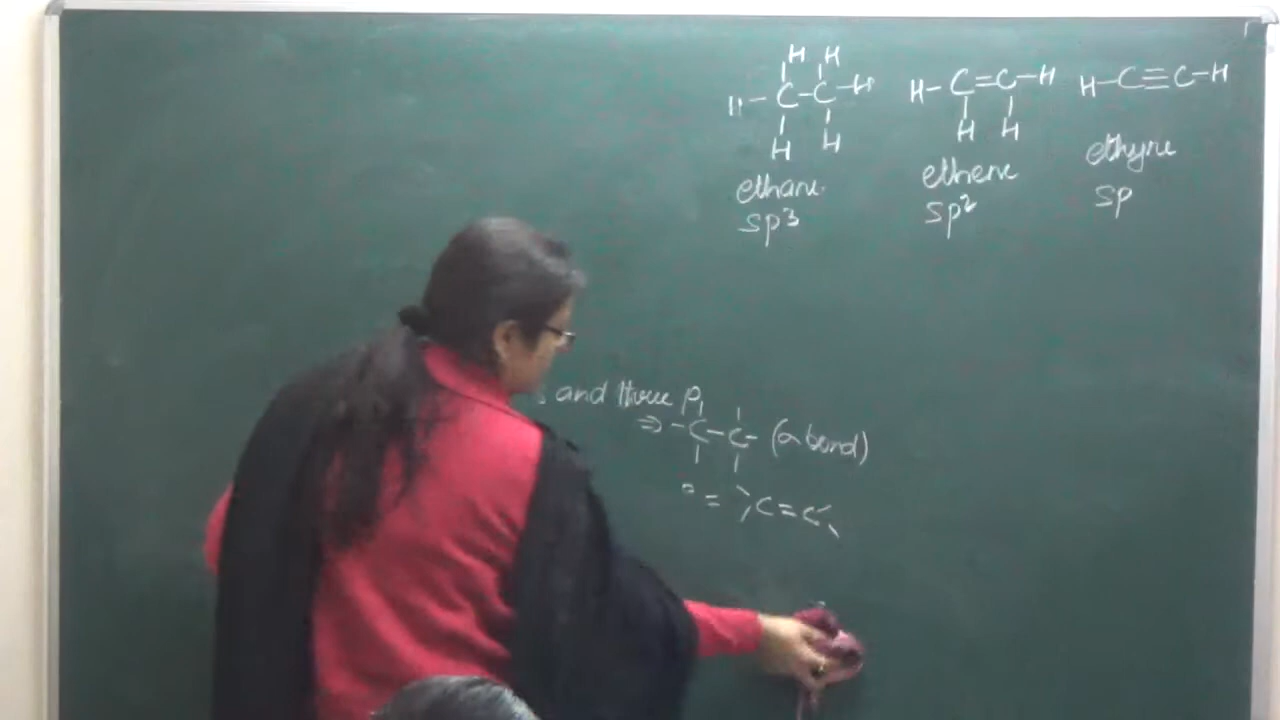 H H
H-C-C-H
H H
ethane
sp³
H-C=C-H
H H
ethene
sp²
H-C≡C-H
ethyne
sp
s and three p
⇒ -C-C- (a bond)
= >C=C<